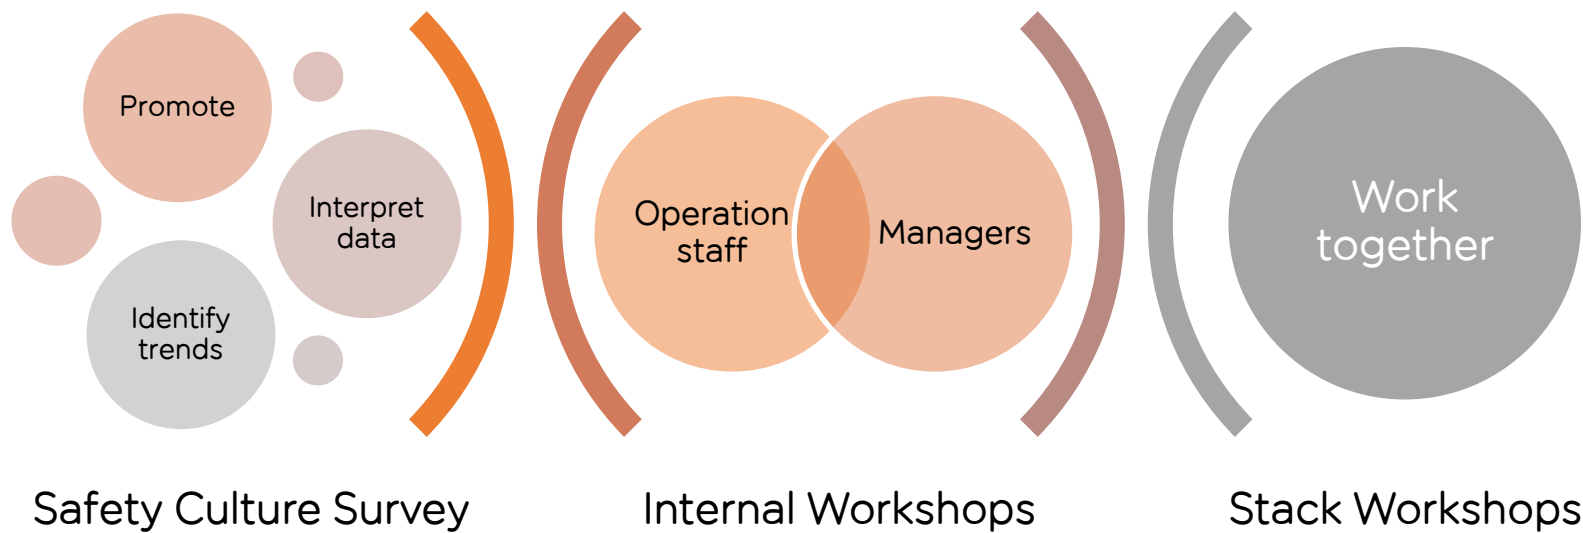 Promote
Interpret
data
Identify
trends
Safety Culture Survey
Operation
staff
Managers
Internal Workshops
Work
together
Stack Workshops